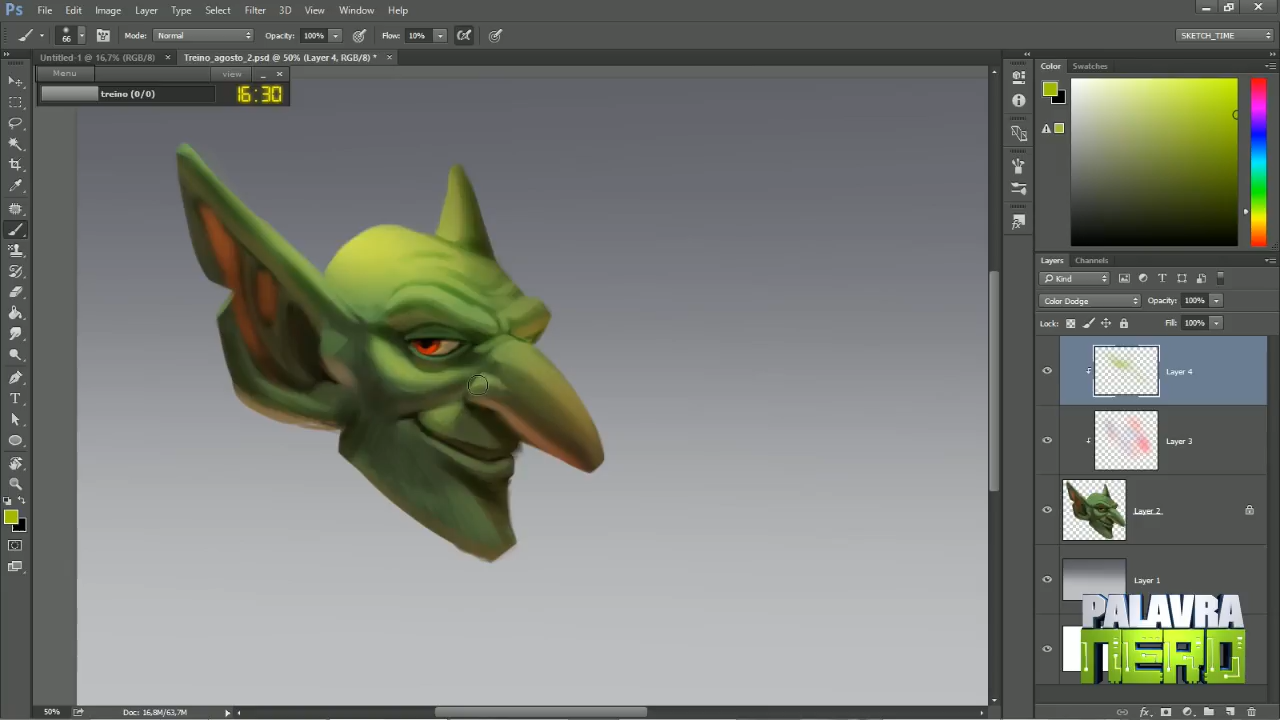 Ps File Edit Image Layer Type Select Filter 3D View Window Help
66 Mode: Normal Opacity: 100% Flow: 10% SKETCH_TIME
Untitled-1 @ 16,7% (RGB/8) × Treino_agosto_2.psd @ 50% (Layer 4, RGB/8) * ×
Menu view
treino (0/0) 16:30
Color Swatches
Layers Channels
Kind
Color Dodge Opacity: 100%
Lock: Fill: 100%
Layer 4
Layer 3
Layer 2
Layer 1
PALAVRA
NERD
50% Doc: 16,8M/63,7M